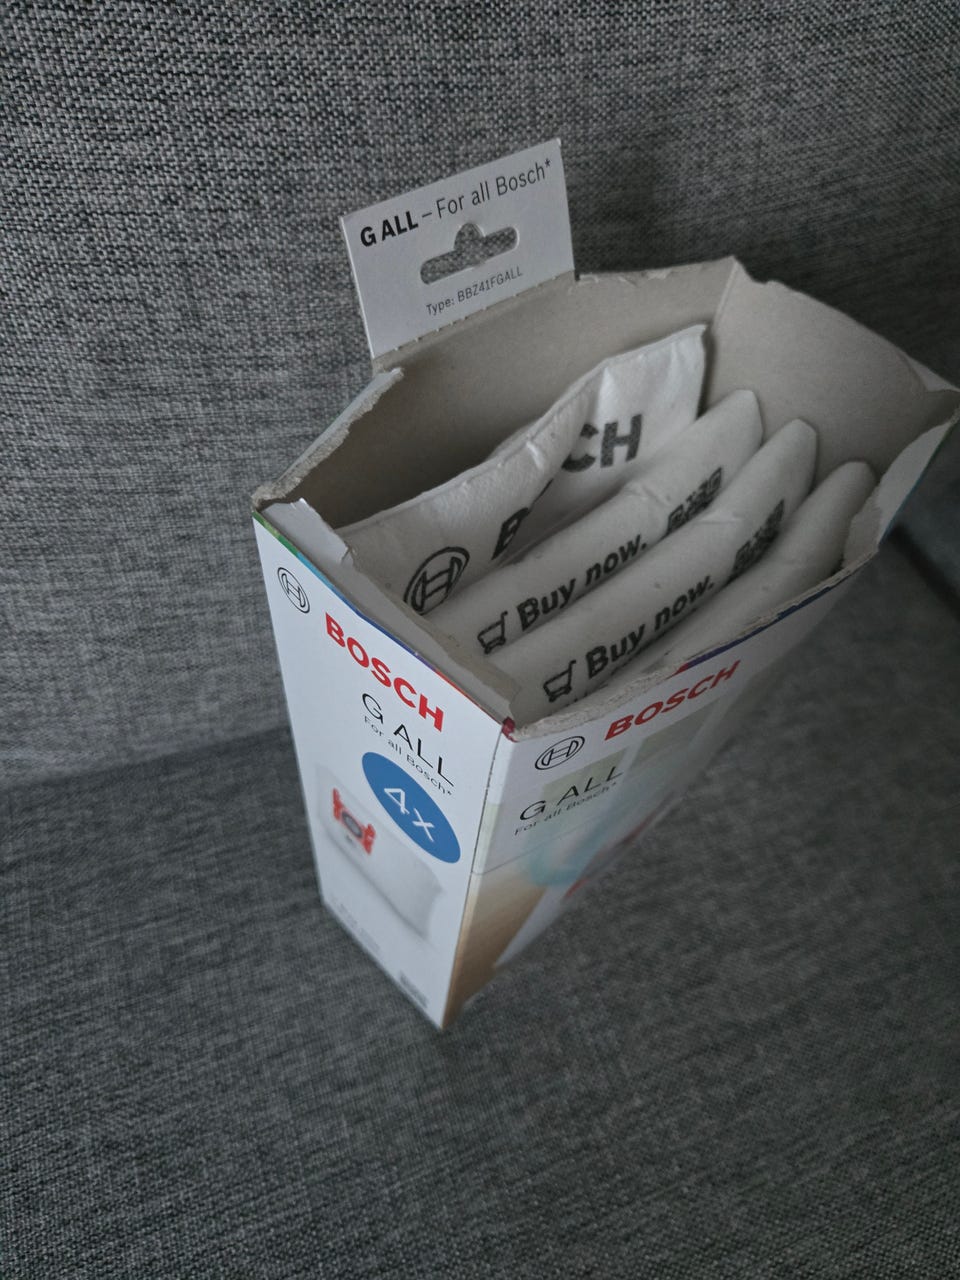 G ALL – For all Bosch*
Type: BBZ41FGALL
CH
B
Buy now.
Buy now.
BOSCH
G ALL
For all Bosch*
4x
BOSCH
G ALL
For all Bosch*